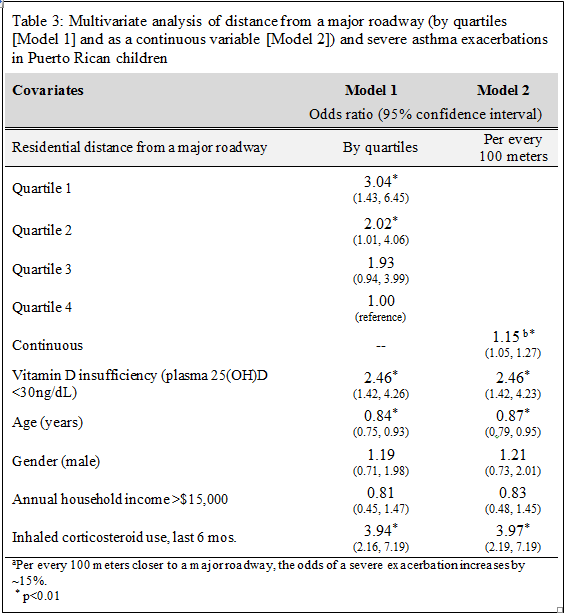 Table 3: Multivariate analysis of distance from a major roadway (by quartiles
[Model 1] and as a continuous variable [Model 2]) and severe asthma exacerbations
in Puerto Rican children
Covariates Model 1 Model 2
Odds ratio (95% confidence interval)
Residential distance from a major roadway By quartiles Per every
100 meters
Quartile 1 3.04*
(1.43, 6.45)
Quartile 2 2.02*
(1.01, 4.06)
Quartile 3 1.93
(0.94, 3.99)
Quartile 4 1.00
(reference)
Continuous -- 1.15 b*
(1.05, 1.27)
Vitamin D insufficiency (plasma 25(OH)D
<30ng/dL) 2.46* 2.46*
(1.42, 4.26) (1.42, 4.23)
Age (years) 0.84* 0.87*
(0.75, 0.93) (0,79, 0.95)
Gender (male) 1.19 1.21
(0.71, 1.98) (0.73, 2.01)
Annual household income >$15,000 0.81 0.83
(0.45, 1.47) (0.48, 1.45)
Inhaled corticosteroid use, last 6 mos. 3.94* 3.97*
(2.16, 7.19) (2.19, 7.19)
aPer every 100 meters closer to a major roadway, the odds of a severe exacerbation increases by
~15%.
* p<0.01